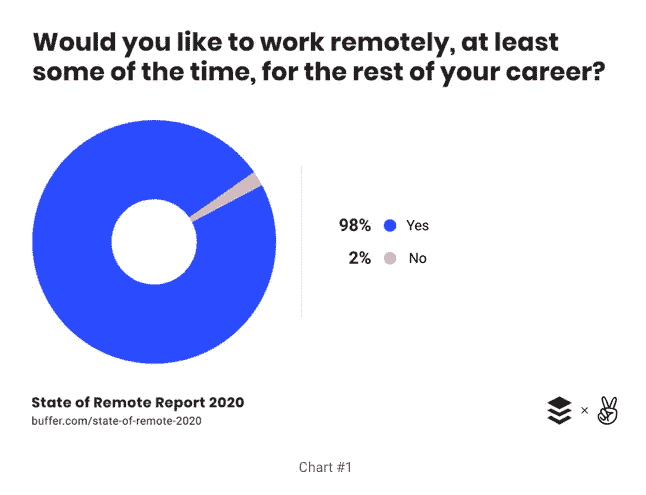 Would you like to work remotely, at least
some of the time, for the rest of your career?
98% Yes
2% No
State of Remote Report 2020
buffer.com/state-of-remote-2020
×
Chart #1